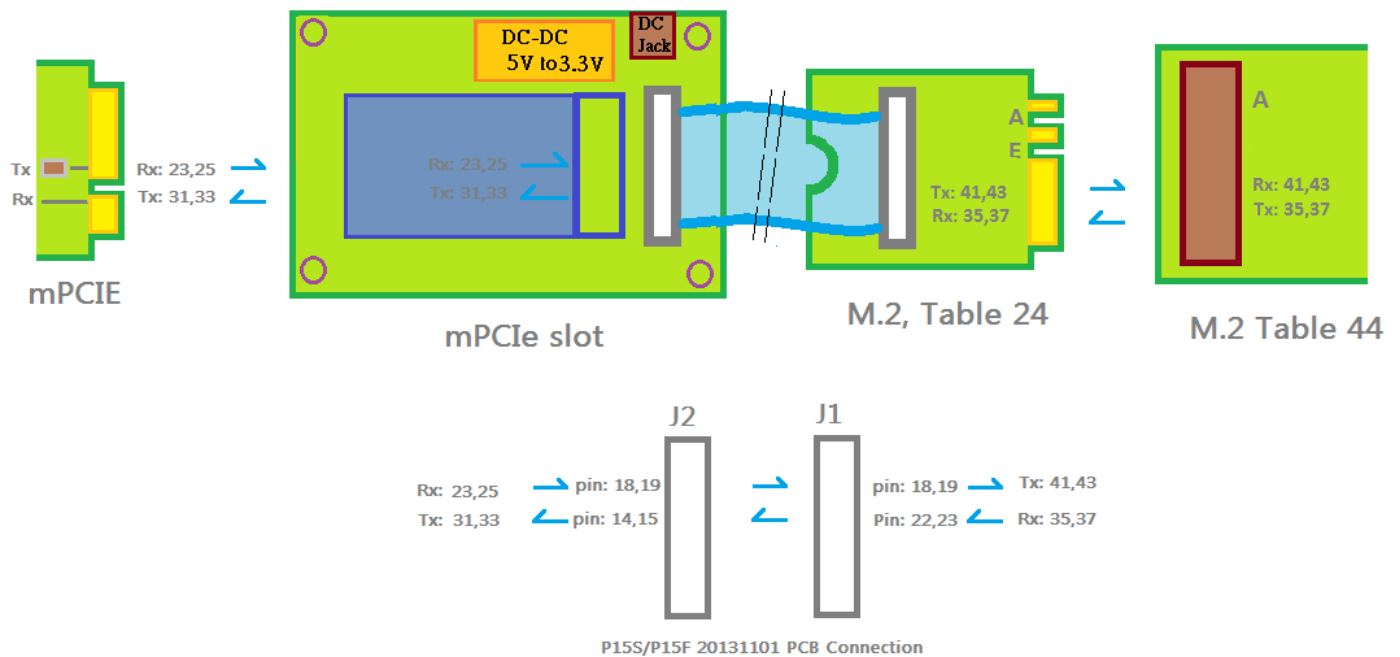 DC-DC
5V to 3.3V
DC
Jack
Tx
Rx
Rx: 23,25
Tx: 31,33
mPCIE
Rx: 23,25
Tx: 31,33
mPCIe slot
A
E
Tx: 41,43
Rx: 35,37
M.2, Table 24
A
Rx: 41,43
Tx: 35,37
M.2 Table 44
J2
J1
Rx: 23,25
Tx: 31,33
pin: 18,19
pin: 14,15
pin: 18,19
Pin: 22,23
Tx: 41,43
Rx: 35,37
P15S/P15F 20131101 PCB Connection